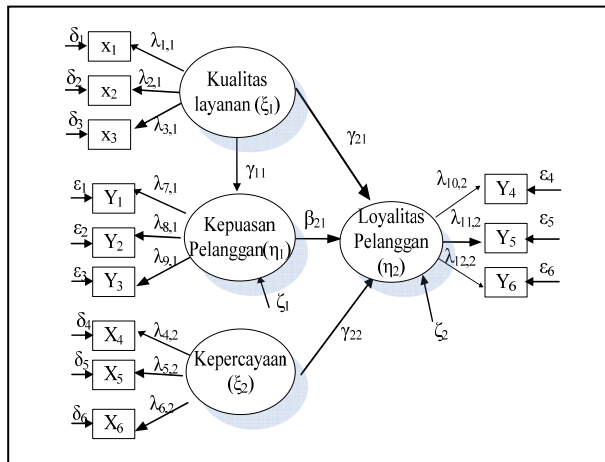 δ₁
x₁
λ₁,₁
δ₂
x₂
λ₂,₁
δ₃
x₃
λ₃,₁
Kualitas
layanan (ξ₁)
γ₂₁
γ₁₁
ε₁
Y₁
λ₇,₁
ε₂
Y₂
λ₈,₁
ε₃
Y₃
λ₉,₁
Kepuasan
Pelanggan(η₁)
ζ₁
β₂₁
Loyalitas
Pelanggan
(η₂)
ζ₂
λ₁₀,₂
Y₄
ε₄
λ₁₁,₂
Y₅
ε₅
λ₁₂,₂
Y₆
ε₆
γ₂₂
δ₄
X₄
λ₄,₂
δ₅
X₅
λ₅,₂
δ₆
X₆
λ₆,₂
Kepercayaan
(ξ₂)